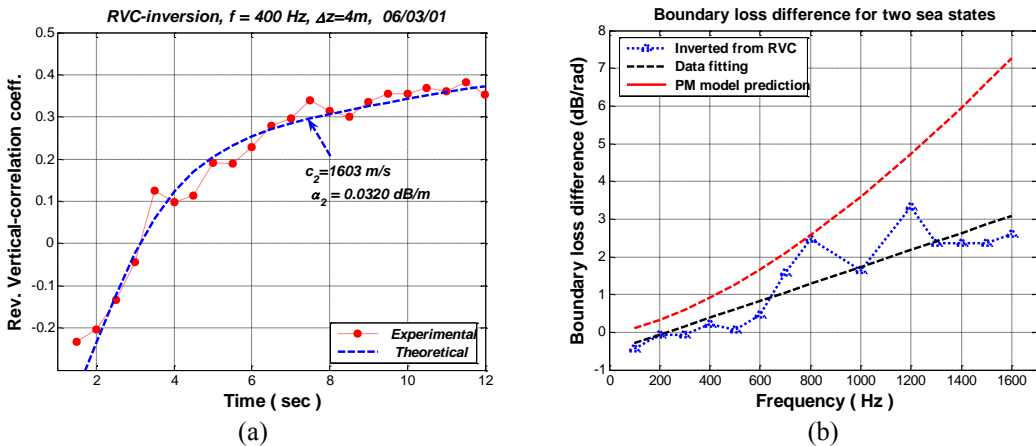 RVC-inversion, f = 400 Hz, Δz=4m, 06/03/01
Rev. Vertical-correlation coeff.
0.5
0.4
0.3
0.2
0.1
0
-0.1
-0.2
c2=1603 m/s
α2 = 0.0320 dB/m
Experimental
Theoretical
2 4 6 8 10 12
Time ( sec )
(a)
Boundary loss difference for two sea states
Boundary loss difference (dB/rad)
8
7
6
5
4
3
2
1
0
-1
Inverted from RVC
Data fitting
PM model prediction
0 200 400 600 800 1000 1200 1400 1600
Frequency ( Hz )
(b)